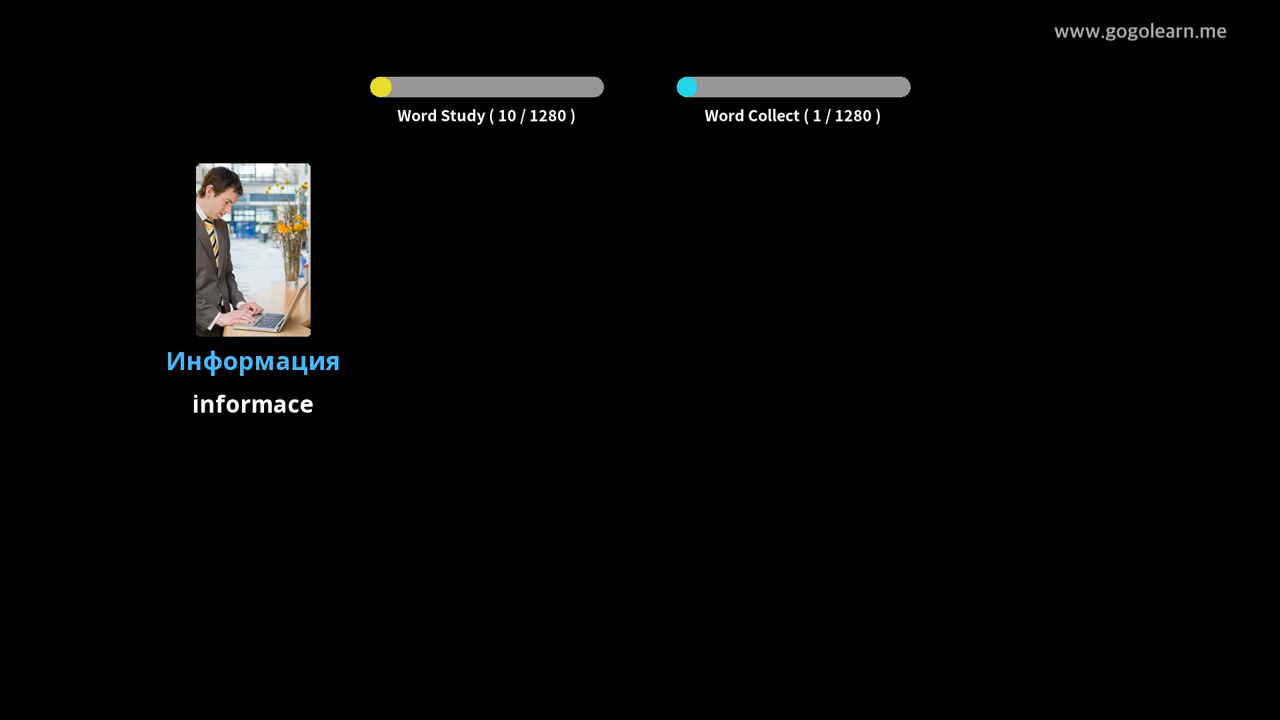 www.gogolearn.me
Word Study ( 10 / 1280 )
Word Collect ( 1 / 1280 )
Информация
informace